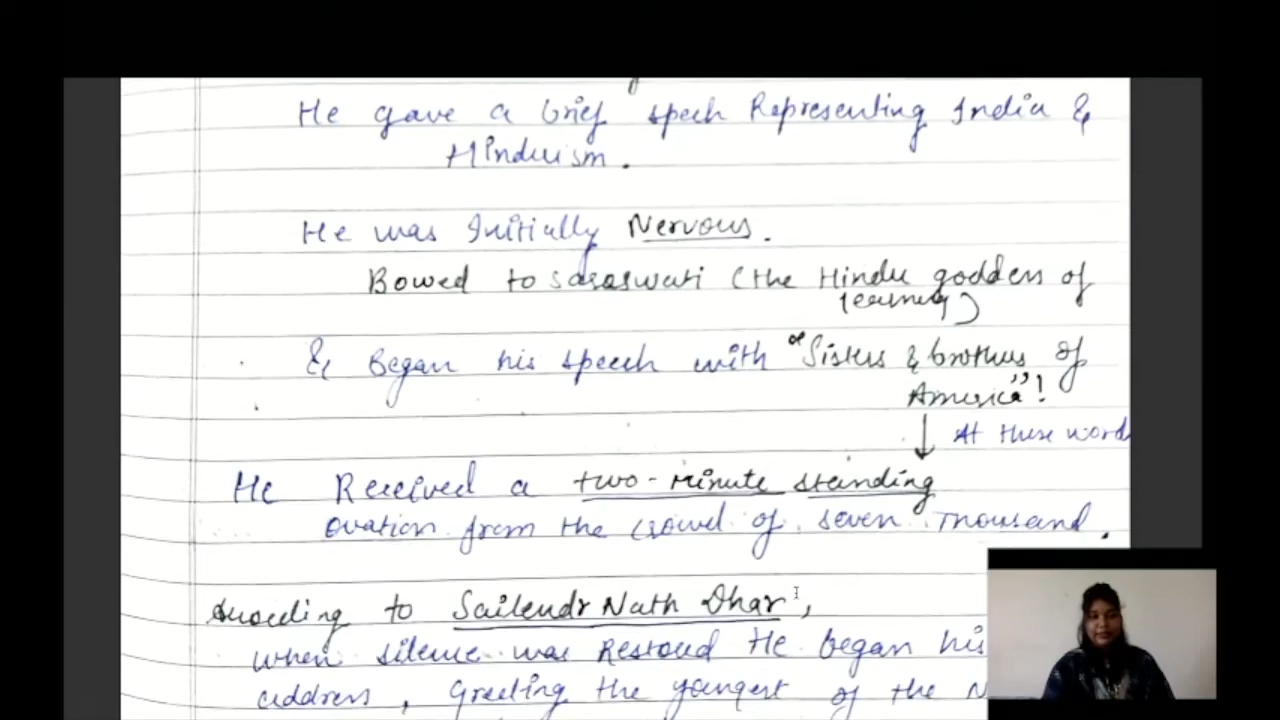 He gave a brief speech Representing India &
Hinduism.
He was Initially Nervous.
Bowed to Saraswati (the Hindu goddess of
learning)
& Began his speech with "Sisters & brothers of
America"!
At these word
He Received a two-minute standing
ovation from the crowd of seven Thousand.
According to Sailendr Nath Dhar,
when silence was Restored He began his
address, Greeting the youngest of the N